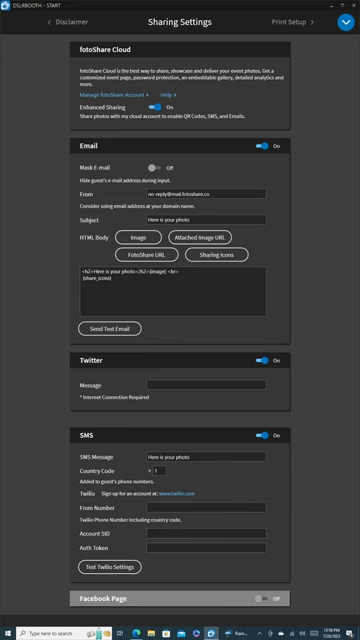 DSLRBOOTH - START
Disclaimer
Sharing Settings
Print Setup
fotoShare Cloud
fotoShare Cloud is the best way to share, showcase and deliver your event photos. Get a
customized event page, password protection, an embeddable gallery, detailed analytics and
more.
Manage fotoShare Account >
Help >
Enhanced Sharing
On
Share photos with my cloud account to enable QR Codes, SMS, and Emails.
Email
On
Mask E-mail
Off
Hide guest's e-mail address during input.
From
no-reply@mail.fotoshare.co
Consider using email address at your domain name.
Subject
Here is your photo
HTML Body
Image
Attached Image URL
FotoShare URL
Sharing Icons
<h2>Here is your photo</h2>{image} <br>
{share_icons}
Send Test Email
Twitter
On
Message
* Internet Connection Required
SMS
On
SMS Message
Here is your photo
Country Code
+ 1
Added to guest's phone numbers.
Twilio
Sign up for an account at: www.twilio.com
From Number
Twilio Phone Number including country code.
Account SID
Auth Token
Test Twilio Settings
Facebook Page
Off
Type here to search
Rain...
12:56 PM
7/28/2023